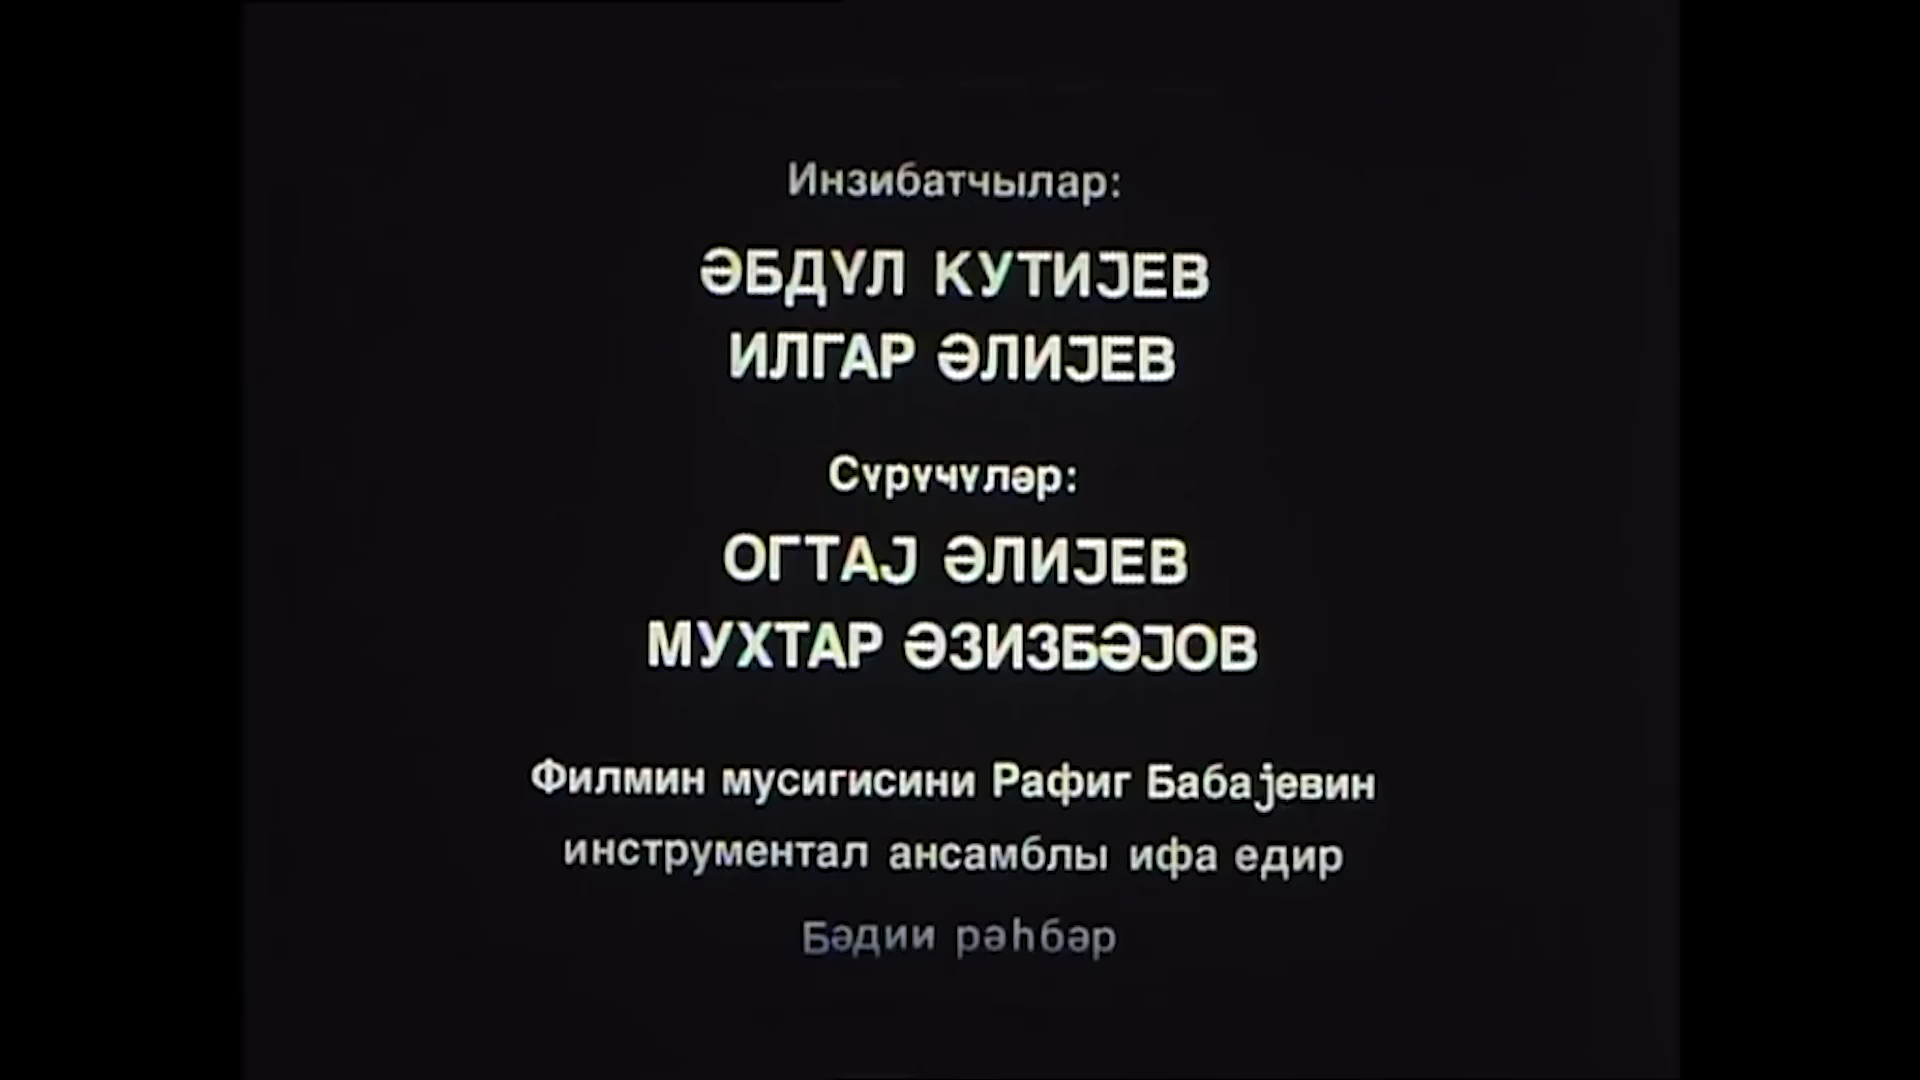 Инзибатчылар:
ӘБДҮЛ КУТИЈЕВ
ИЛГАР ӘЛИЈЕВ
Сүрүчүләр:
ОГТАЈ ӘЛИЈЕВ
МУХТАР ӘЗИЗБӘЈОВ
Филмин мусигисини Рафиг Бабајевин
инструментал ансамблы ифа едир
Бәдии рәһбәр